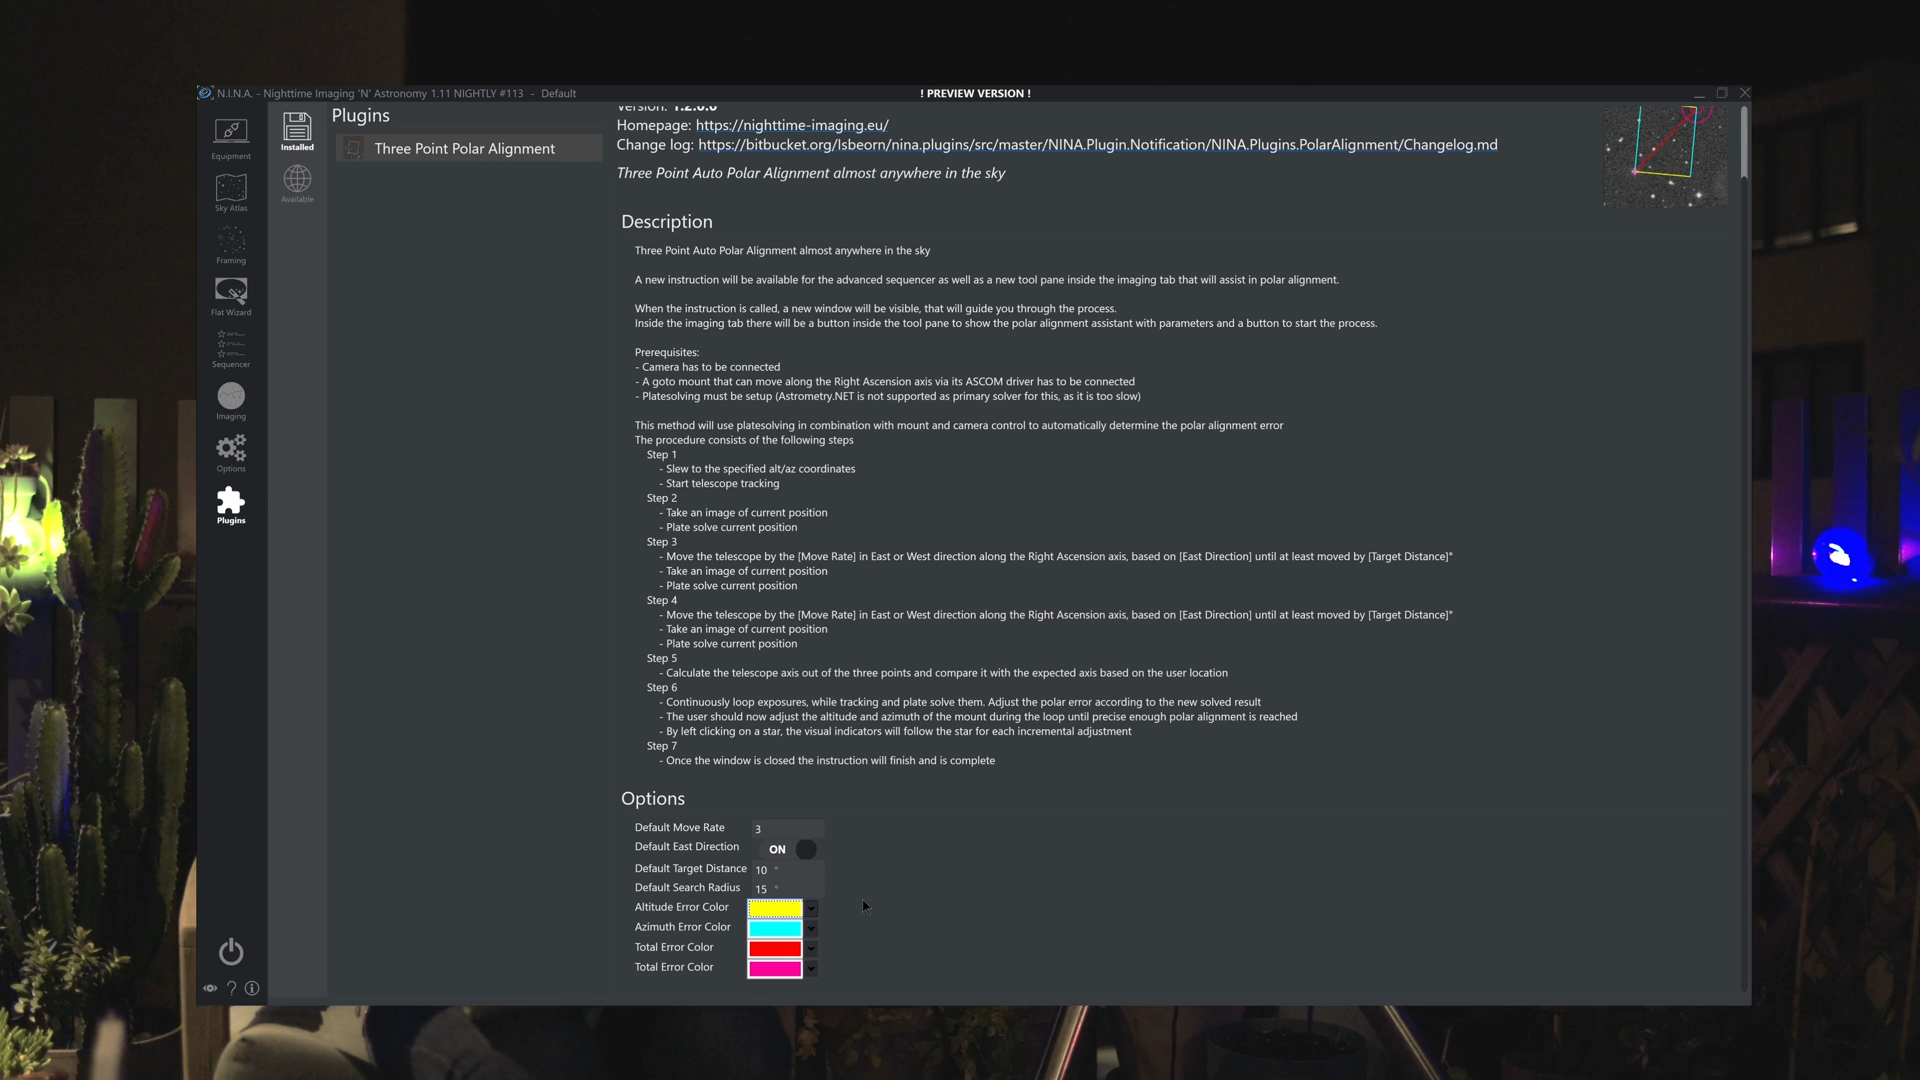 N.I.N.A. - Nighttime Imaging 'N' Astronomy 1.11 NIGHTLY #113 - Default
! PREVIEW VERSION !
Equipment
Sky Atlas
Framing
Flat Wizard
Sequencer
Imaging
Options
Plugins
Installed
Available
Plugins
Three Point Polar Alignment
Version: 1.2.0.0
Homepage: https://nighttime-imaging.eu/
Change log: https://bitbucket.org/Isbeorn/nina.plugins/src/master/NINA.Plugin.Notification/NINA.Plugins.PolarAlignment/Changelog.md
Three Point Auto Polar Alignment almost anywhere in the sky
Description
Three Point Auto Polar Alignment almost anywhere in the sky
A new instruction will be available for the advanced sequencer as well as a new tool pane inside the imaging tab that will assist in polar alignment.
When the instruction is called, a new window will be visible, that will guide you through the process.
Inside the imaging tab there will be a button inside the tool pane to show the polar alignment assistant with parameters and a button to start the process.
Prerequisites:
- Camera has to be connected
- A goto mount that can move along the Right Ascension axis via its ASCOM driver has to be connected
- Platesolving must be setup (Astrometry.NET is not supported as primary solver for this, as it is too slow)
This method will use platesolving in combination with mount and camera control to automatically determine the polar alignment error
The procedure consists of the following steps
Step 1
- Slew to the specified alt/az coordinates
- Start telescope tracking
Step 2
- Take an image of current position
- Plate solve current position
Step 3
- Move the telescope by the [Move Rate] in East or West direction along the Right Ascension axis, based on [East Direction] until at least moved by [Target Distance]°
- Take an image of current position
- Plate solve current position
Step 4
- Move the telescope by the [Move Rate] in East or West direction along the Right Ascension axis, based on [East Direction] until at least moved by [Target Distance]°
- Take an image of current position
- Plate solve current position
Step 5
- Calculate the telescope axis out of the three points and compare it with the expected axis based on the user location
Step 6
- Continuously loop exposures, while tracking and plate solve them. Adjust the polar error according to the new solved result
- The user should now adjust the altitude and azimuth of the mount during the loop until precise enough polar alignment is reached
- By left clicking on a star, the visual indicators will follow the star for each incremental adjustment
Step 7
- Once the window is closed the instruction will finish and is complete
Options
Default Move Rate 3
Default East Direction ON
Default Target Distance 10 °
Default Search Radius 15 °
Altitude Error Color
Azimuth Error Color
Total Error Color
Total Error Color